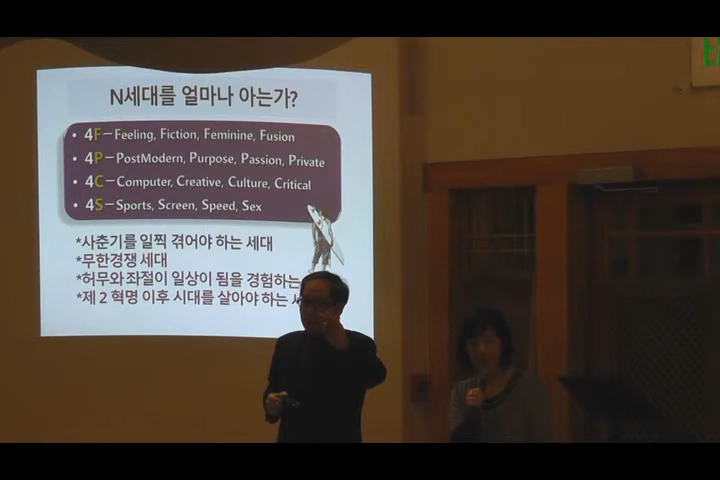 N세대를 얼마나 아는가?
• 4F－Feeling, Fiction, Feminine, Fusion
• 4P－PostModern, Purpose, Passion, Private
• 4C－Computer, Creative, Culture, Critical
• 4S－Sports, Screen, Speed, Sex
*사춘기를 일찍 겪어야 하는 세대
*무한경쟁 세대
*허무와 좌절이 일상이 됨을 경험하는
*제 2 혁명 이후 시대를 살아야 하는